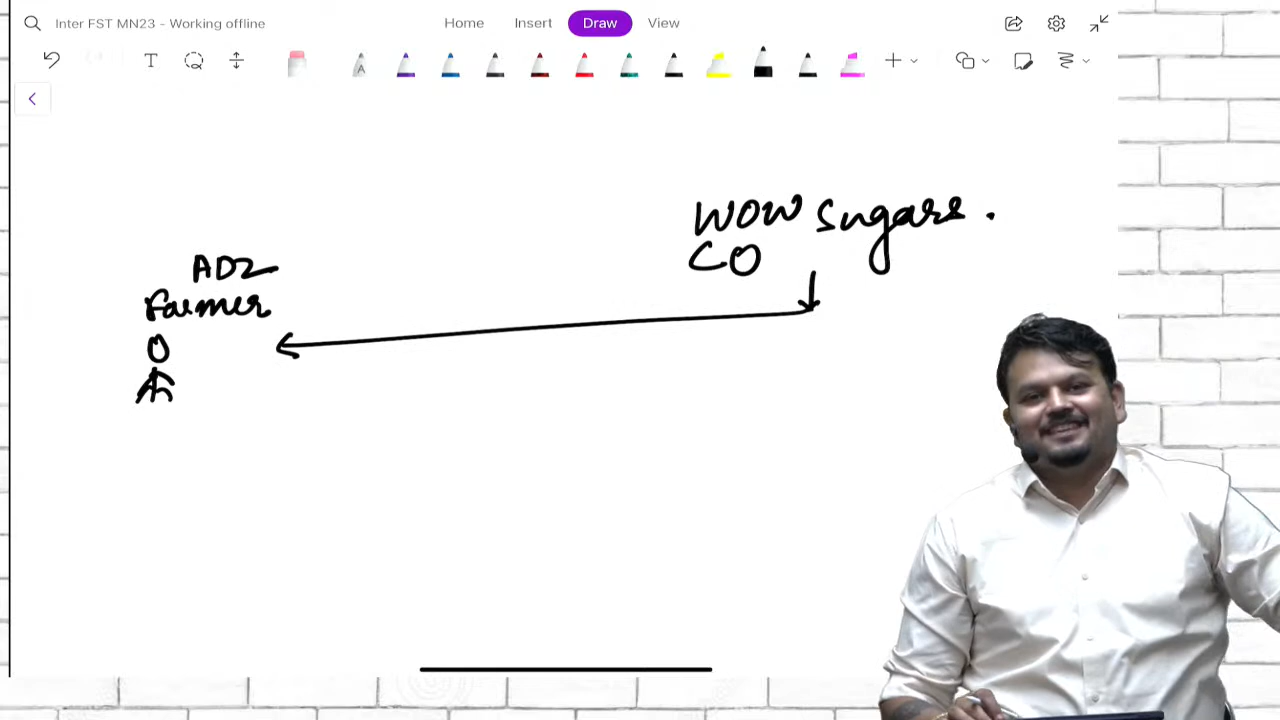 Inter FST MN23 - Working offline
Home Insert Draw View
T
A
WOW Sugars.
CO
ADZ
Farmer